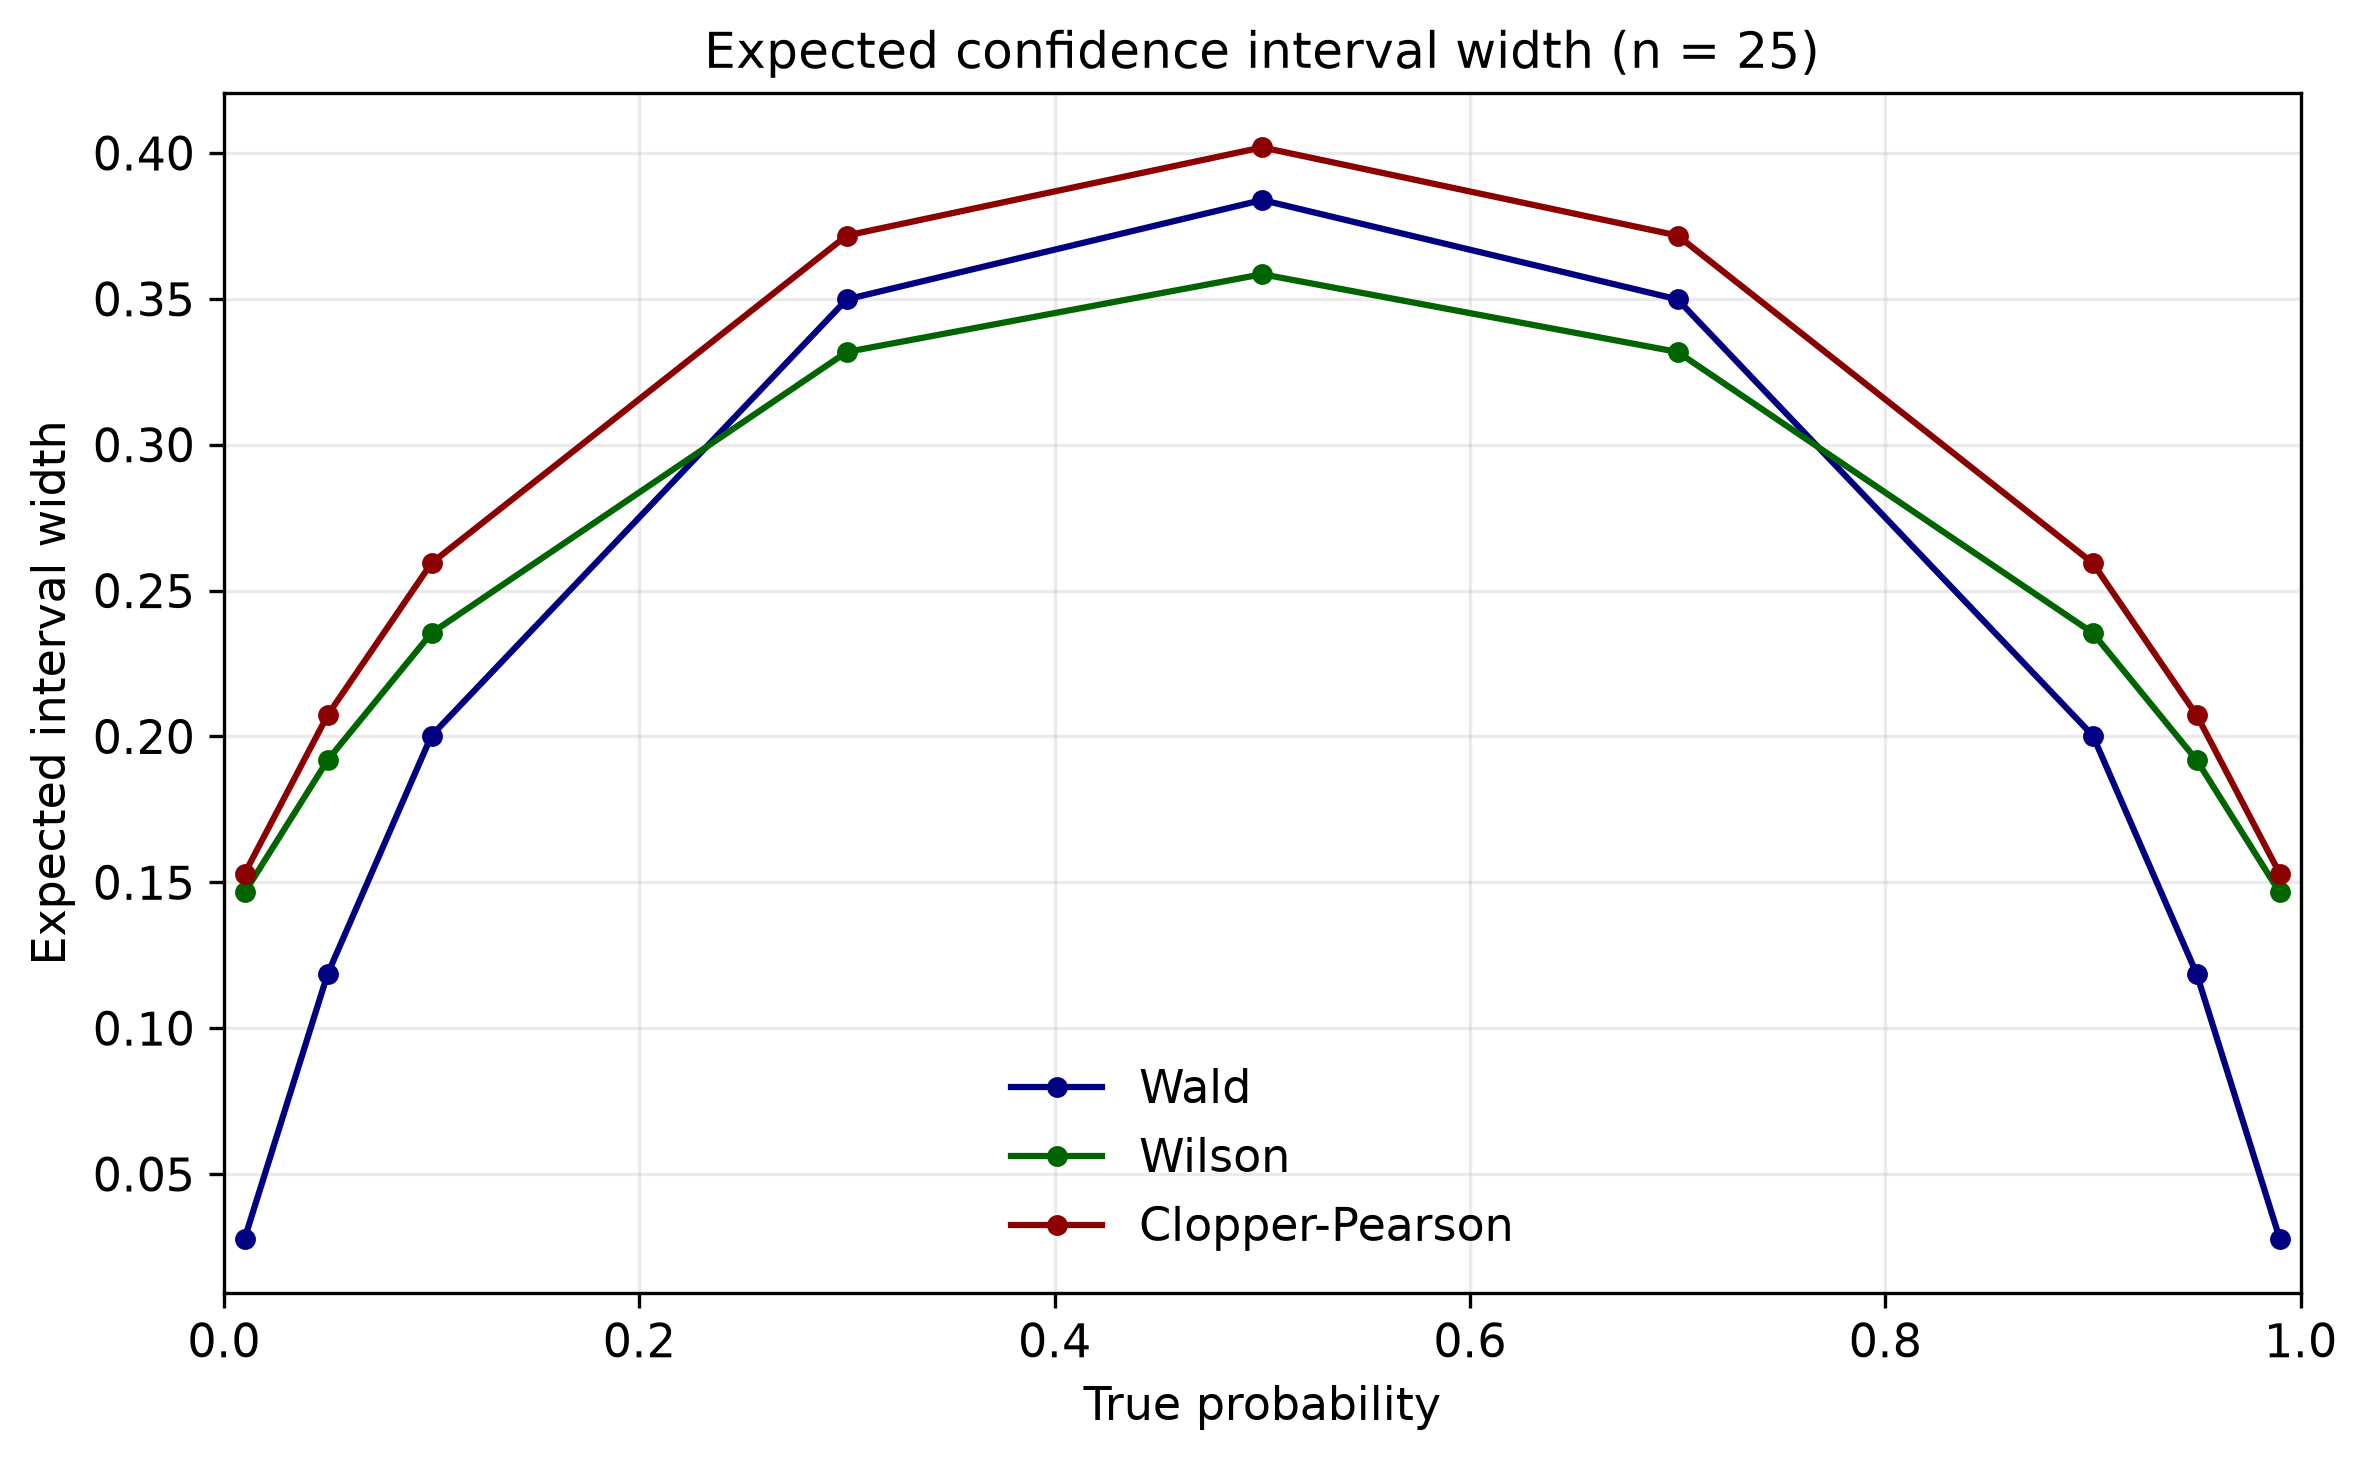 Expected confidence interval width (n = 25)
Expected interval width
0.40
0.35
0.30
0.25
0.20
0.15
0.10
0.05
Wald
Wilson
Clopper-Pearson
0.0 0.2 0.4 0.6 0.8 1.0
True probability